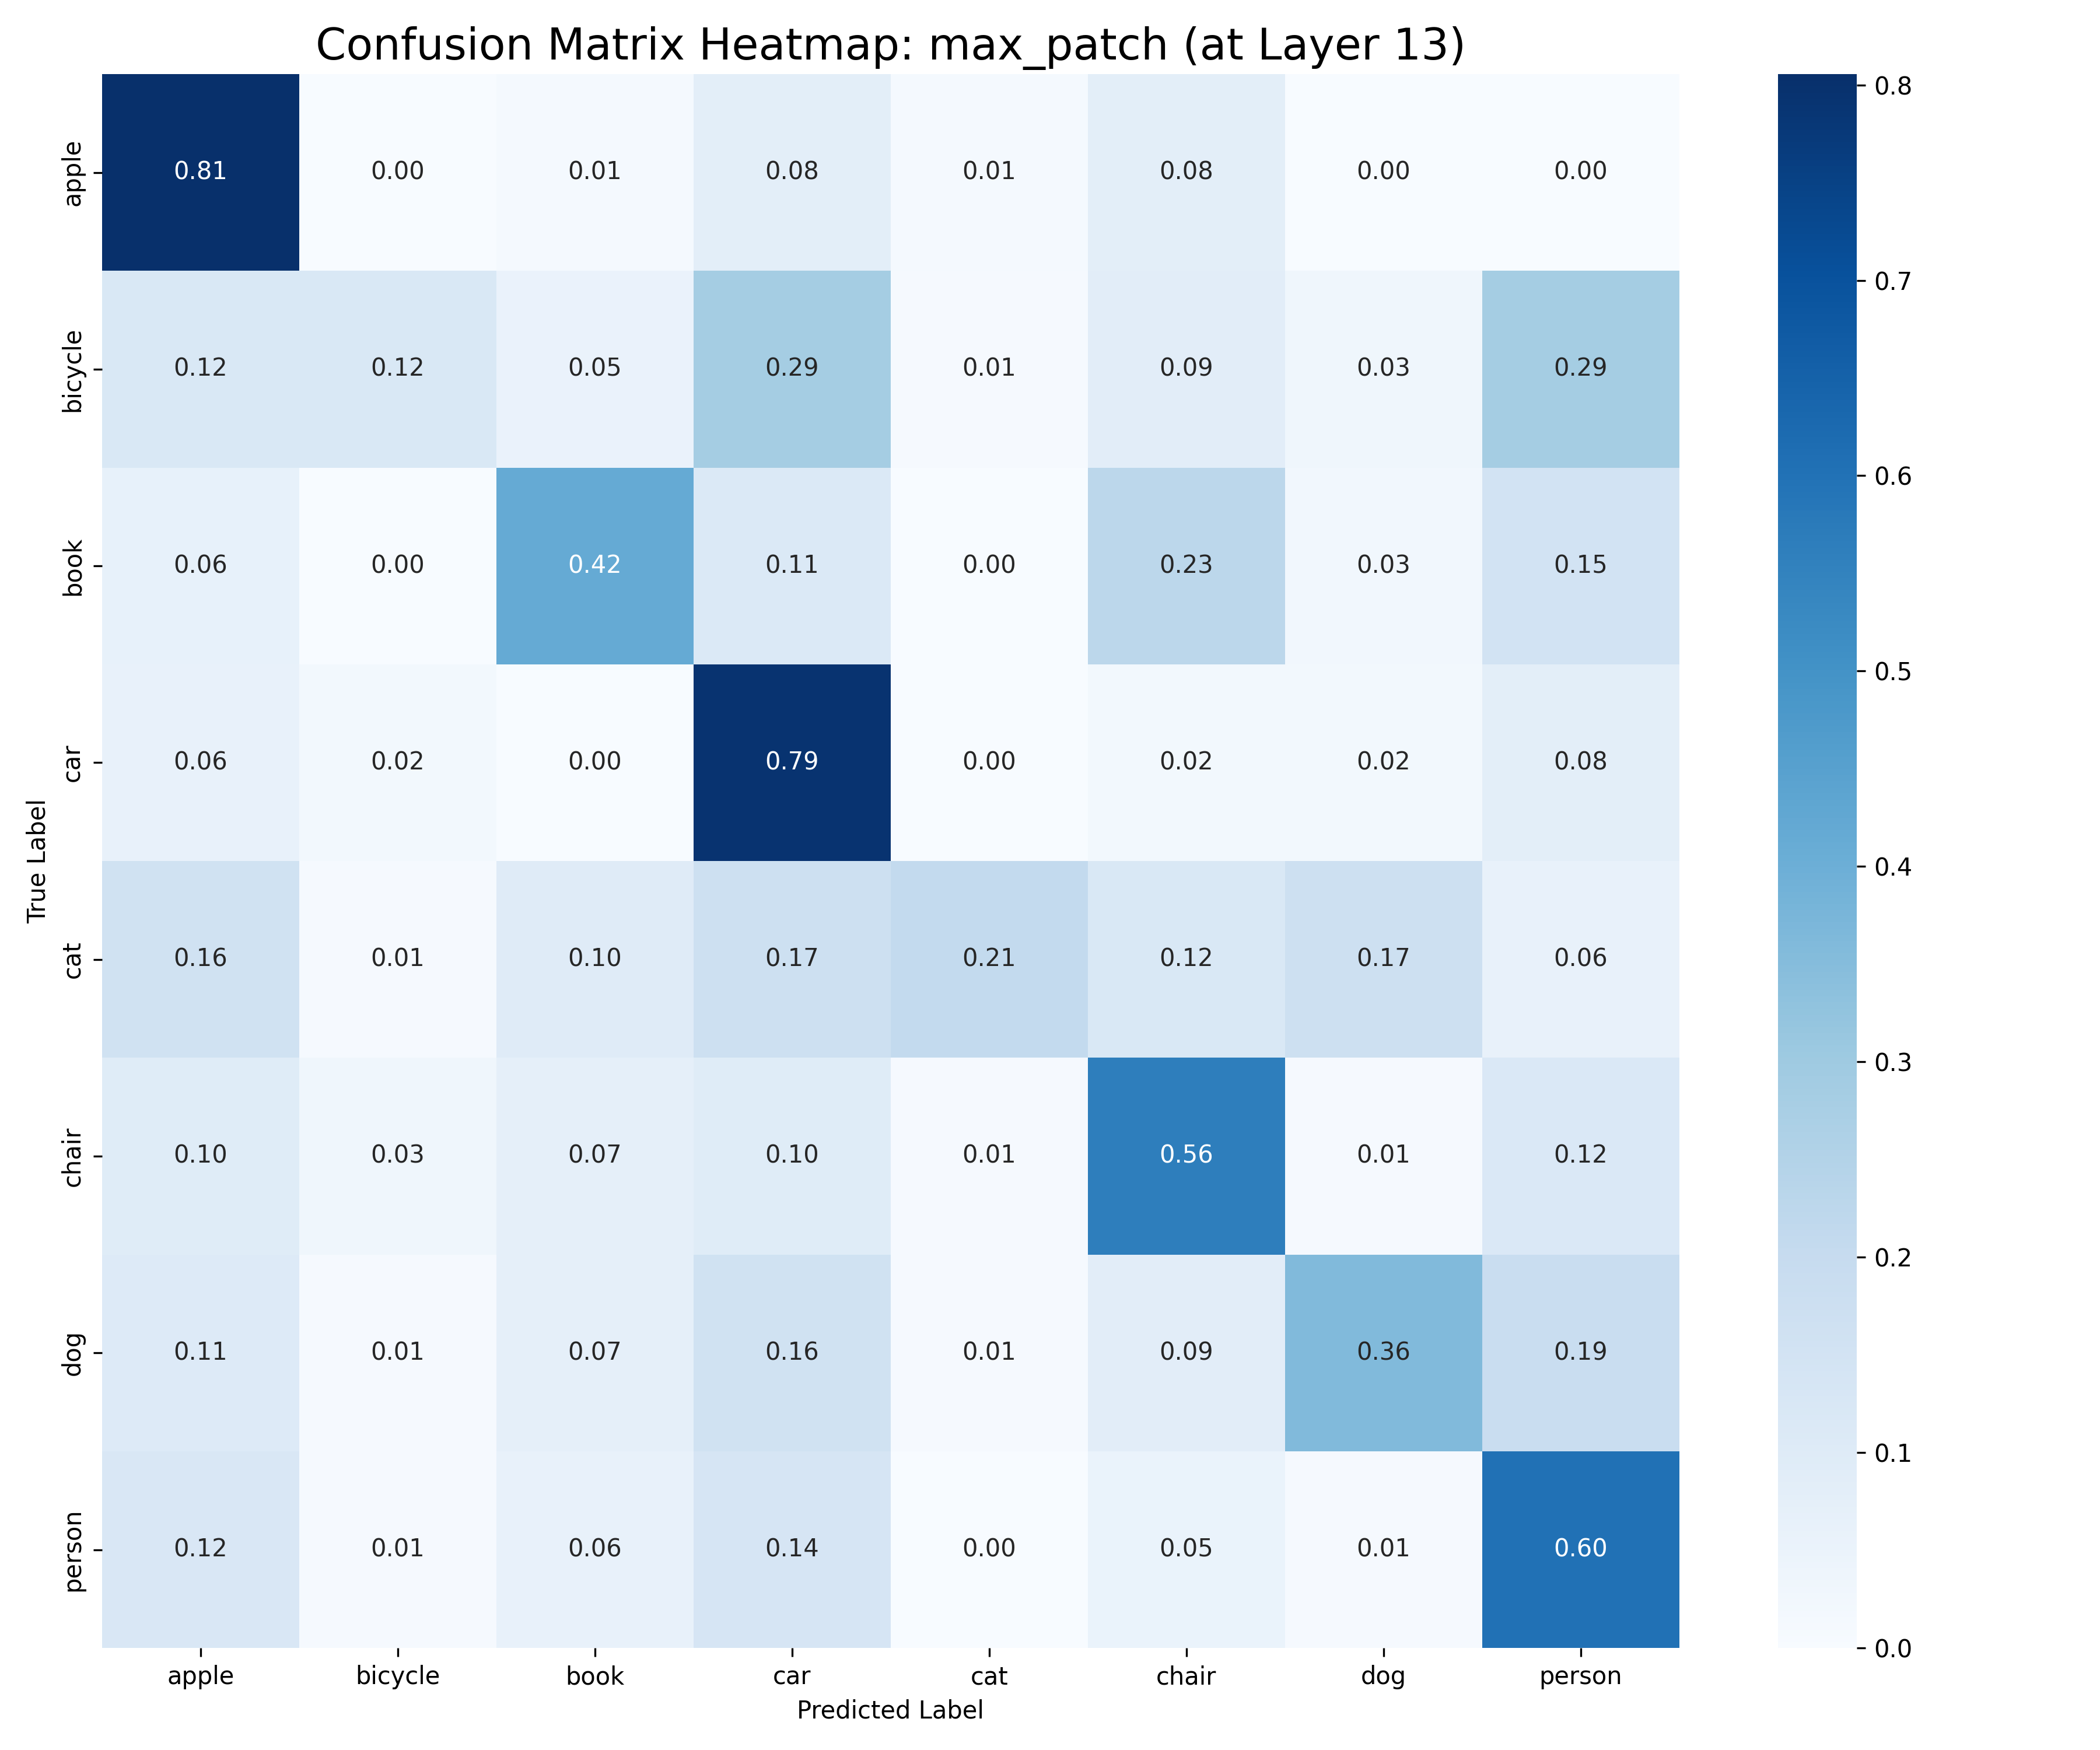 Confusion Matrix Heatmap: max_patch (at Layer 13)
True Label
apple 0.81 0.00 0.01 0.08 0.01 0.08 0.00 0.00
bicycle 0.12 0.12 0.05 0.29 0.01 0.09 0.03 0.29
book 0.06 0.00 0.42 0.11 0.00 0.23 0.03 0.15
car 0.06 0.02 0.00 0.79 0.00 0.02 0.02 0.08
cat 0.16 0.01 0.10 0.17 0.21 0.12 0.17 0.06
chair 0.10 0.03 0.07 0.10 0.01 0.56 0.01 0.12
dog 0.11 0.01 0.07 0.16 0.01 0.09 0.36 0.19
person 0.12 0.01 0.06 0.14 0.00 0.05 0.01 0.60
apple bicycle book car cat chair dog person
Predicted Label
0.8
0.7
0.6
0.5
0.4
0.3
0.2
0.1
0.0